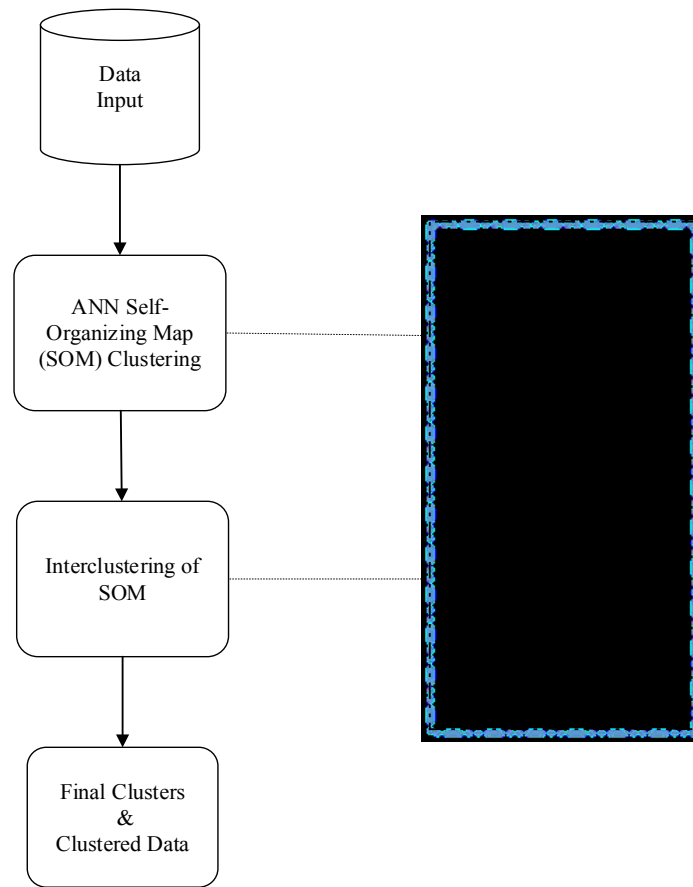 Data
Input
ANN Self-
Organizing Map
(SOM) Clustering
Interclustering of
SOM
Final Clusters
&
Clustered Data